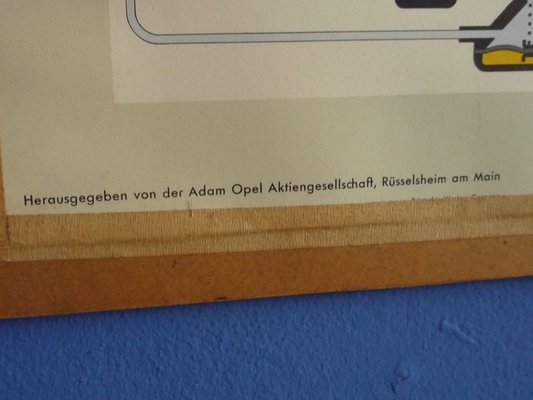 Herausgegeben von der Adam Opel Aktiengesellschaft, Rüsselsheim am Main